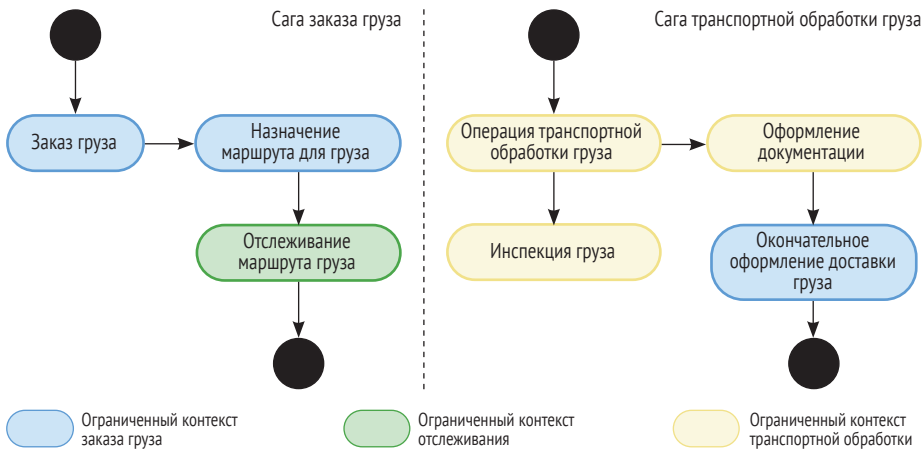 Сага заказа груза
Сага транспортной обработки груза
Заказ груза
Назначение
маршрута для груза
Отслеживание
маршрута груза
Операция транспортной
обработки груза
Оформление
документации
Инспекция груза
Окончательное
оформление доставки
груза
Ограниченный контекст
заказа груза
Ограниченный контекст
отслеживания
Ограниченный контекст
транспортной обработки